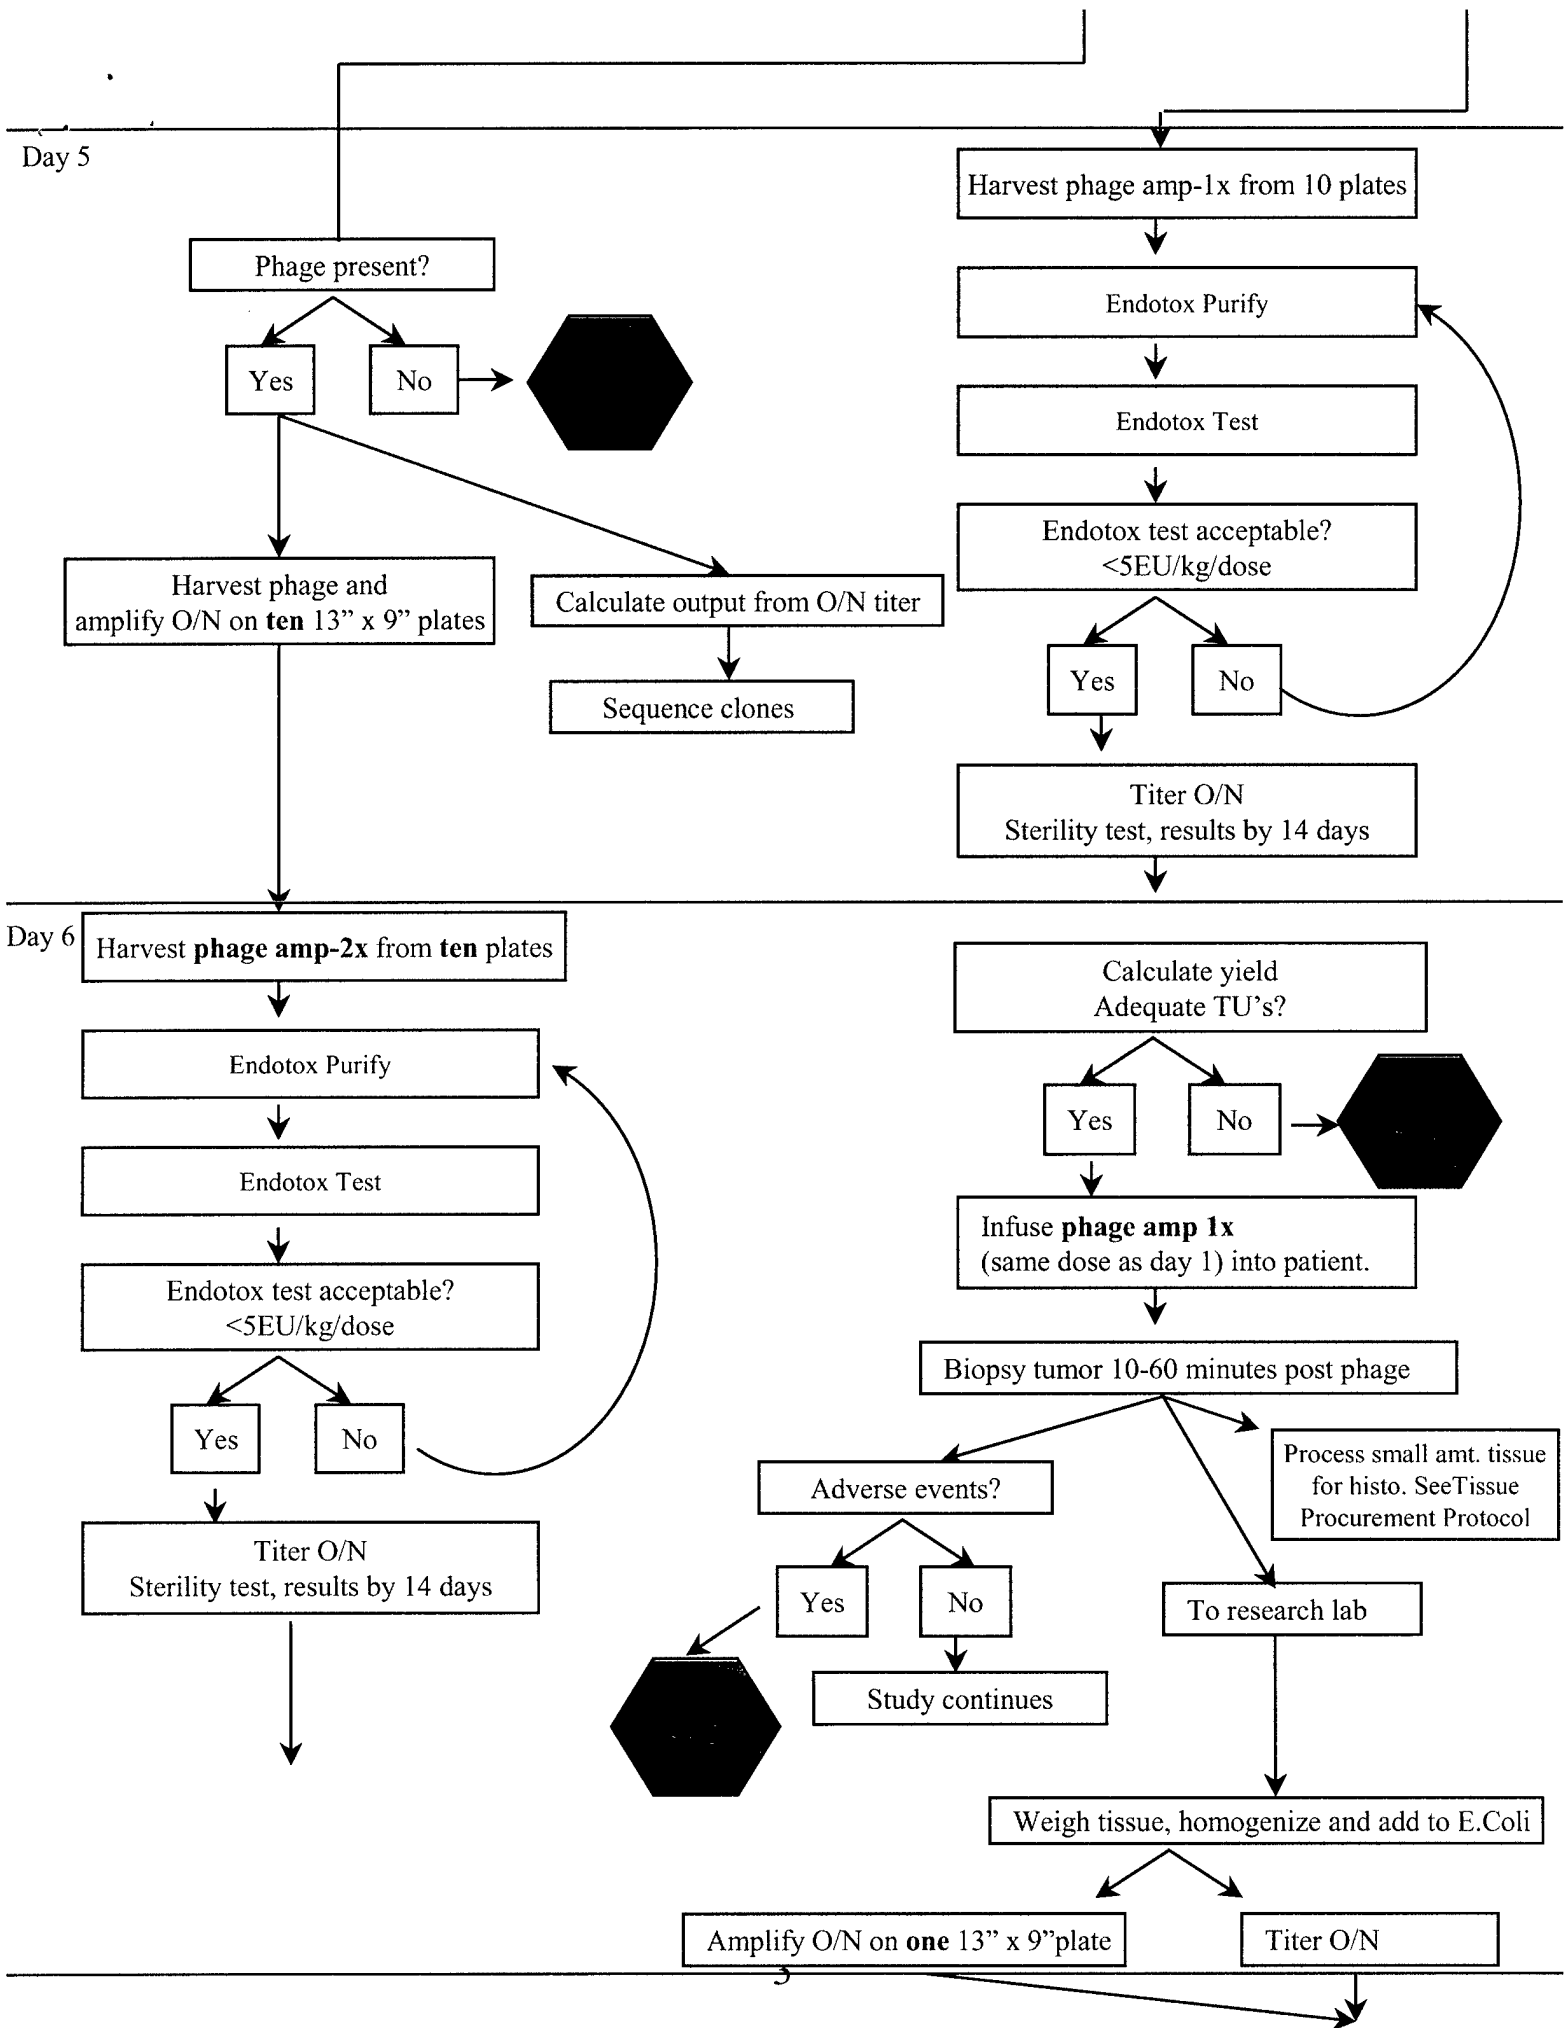 Day 5
Harvest phage amp-1x from 10 plates
Phage present?
Yes
No
Endotox Purify
Endotox Test
Endotox test acceptable?
<5EU/kg/dose
Harvest phage and
amplify O/N on ten 13” x 9” plates
Calculate output from O/N titer
Sequence clones
Yes
No
Titer O/N
Sterility test, results by 14 days
Day 6
Harvest phage amp-2x from ten plates
Endotox Purify
Endotox Test
Endotox test acceptable?
<5EU/kg/dose
Yes
No
Titer O/N
Sterility test, results by 14 days
Calculate yield
Adequate TU’s?
Yes
No
Infuse phage amp 1x
(same dose as day 1) into patient.
Biopsy tumor 10-60 minutes post phage
Process small amt. tissue
for histo. SeeTissue
Procurement Protocol
Adverse events?
Yes
No
Study continues
To research lab
Weigh tissue, homogenize and add to E.Coli
Amplify O/N on one 13” x 9”plate
Titer O/N